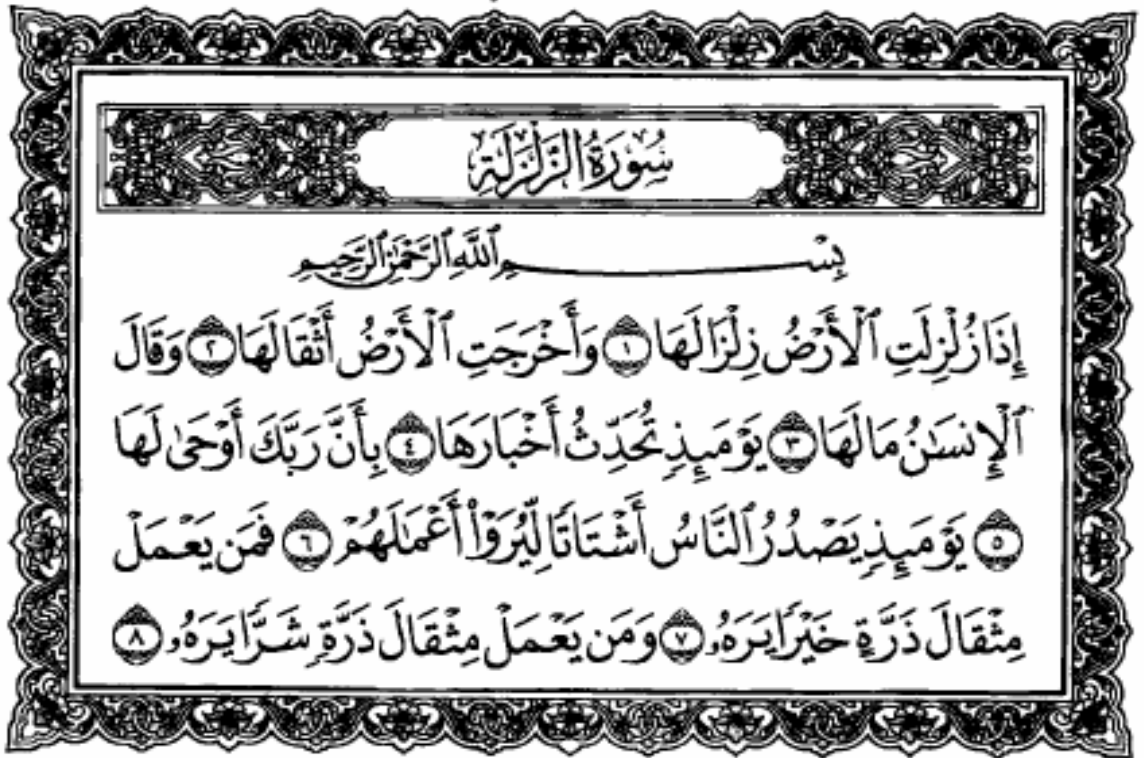 سُورَةُ الزَّلْزَلَة
بِسْمِ ٱللَّهِ ٱلرَّحْمَٰنِ ٱلرَّحِيمِ
إِذَا زُلْزِلَتِ ٱلْأَرْضُ زِلْزَالَهَا ١ وَأَخْرَجَتِ ٱلْأَرْضُ أَثْقَالَهَا ٢ وَقَالَ
ٱلْإِنسَٰنُ مَا لَهَا ٣ يَوْمَئِذٍ تُحَدِّثُ أَخْبَارَهَا ٤ بِأَنَّ رَبَّكَ أَوْحَىٰ لَهَا
٥ يَوْمَئِذٍ يَصْدُرُ ٱلنَّاسُ أَشْتَاتًا لِّيُرَوْا۟ أَعْمَٰلَهُمْ ٦ فَمَن يَعْمَلْ
مِثْقَالَ ذَرَّةٍ خَيْرًا يَرَهُۥ ٧ وَمَن يَعْمَلْ مِثْقَالَ ذَرَّةٍ شَرًّا يَرَهُۥ ٨